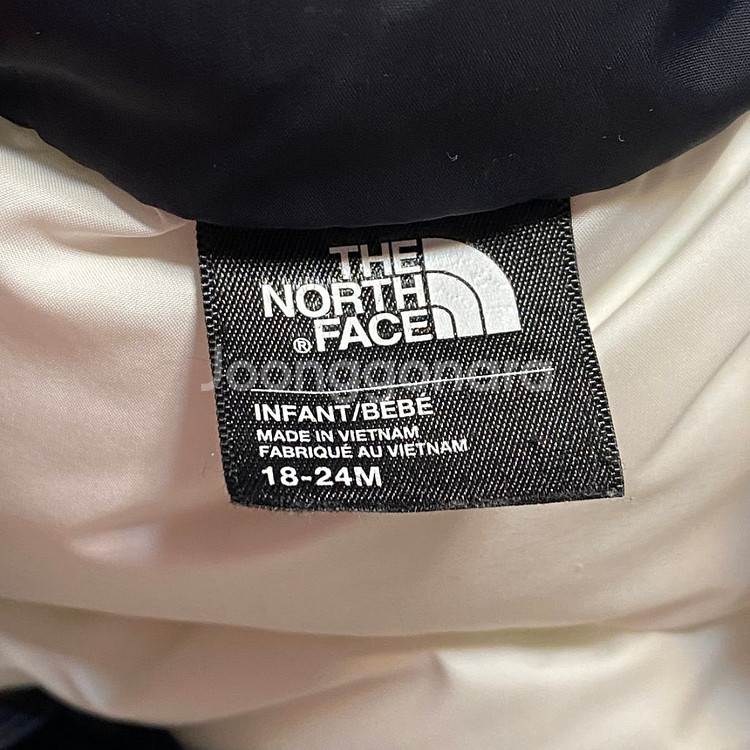 THE
NORTH
FACE
®
Joonggonara
INFANT/BÉBÉ
MADE IN VIETNAM
FABRIQUÉ AU VIETNAM
18-24M